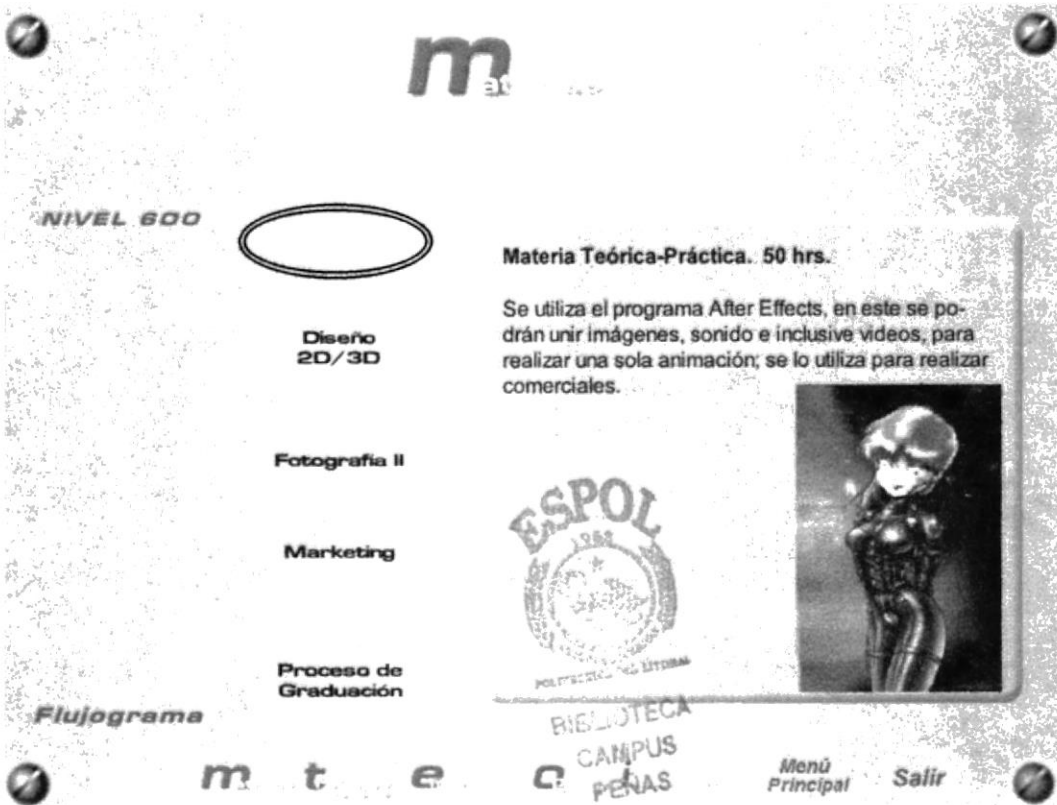 NIVEL 600
Materia Teórica-Práctica. 50 hrs.
Se utiliza el programa After Effects, en este se po-
drán unir imágenes, sonido e inclusive videos, para
realizar una sola animación; se lo utiliza para realizar
comerciales.
Diseño
2D/3D
Fotografía II
Marketing
Proceso de
Graduación
ESPOL
BIBLIOTECA
CAMPUS
PEÑAS
Flujograma
Menú
Principal
Salir